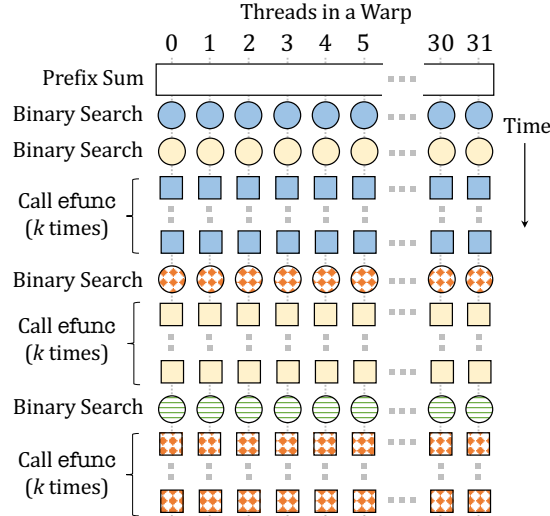 Threads in a Warp
0 1 2 3 4 5 30 31
Prefix Sum
Binary Search
Time
Binary Search
Call efunc
(k times)
Binary Search
Call efunc
(k times)
Binary Search
Call efunc
(k times)